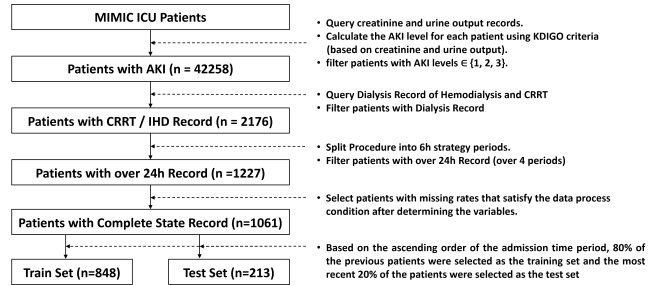 MIMIC ICU Patients
• Query creatinine and urine output records.
• Calculate the AKI level for each patient using KDIGO criteria
(based on creatinine and urine output).
• filter patients with AKI levels ∈ {1, 2, 3}.
Patients with AKI (n = 42258)
• Query Dialysis Record of Hemodialysis and CRRT
• Filter patients with Dialysis Record
Patients with CRRT / IHD Record (n = 2176)
• Split Procedure into 6h strategy periods.
• Filter patients with over 24h Record (over 4 periods)
Patients with over 24h Record (n =1227)
• Select patients with missing rates that satisfy the data process
condition after determining the variables.
Patients with Complete State Record (n=1061)
• Based on the ascending order of the admission time period, 80% of
the previous patients were selected as the training set and the most
recent 20% of the patients were selected as the test set
Train Set (n=848)
Test Set (n=213)